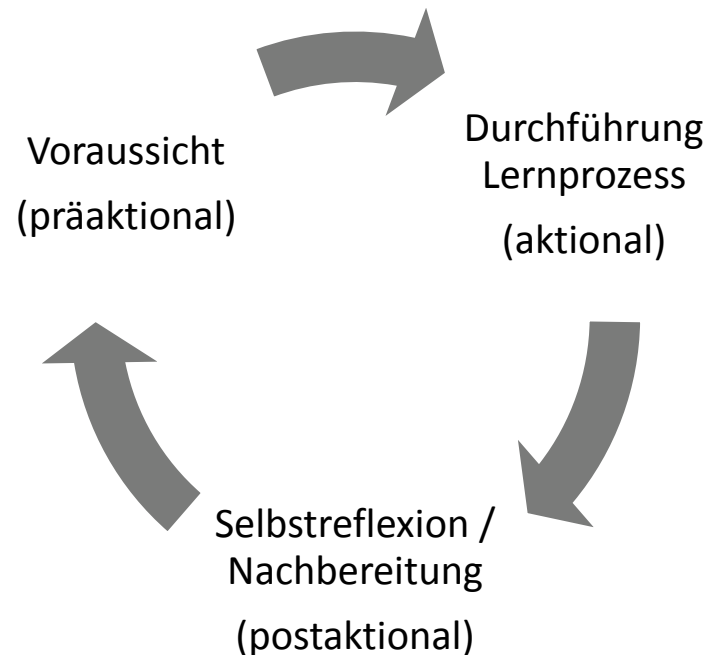 Voraussicht
(präaktional)
Durchführung
Lernprozess
(aktional)
Selbstreflexion /
Nachbereitung
(postaktional)